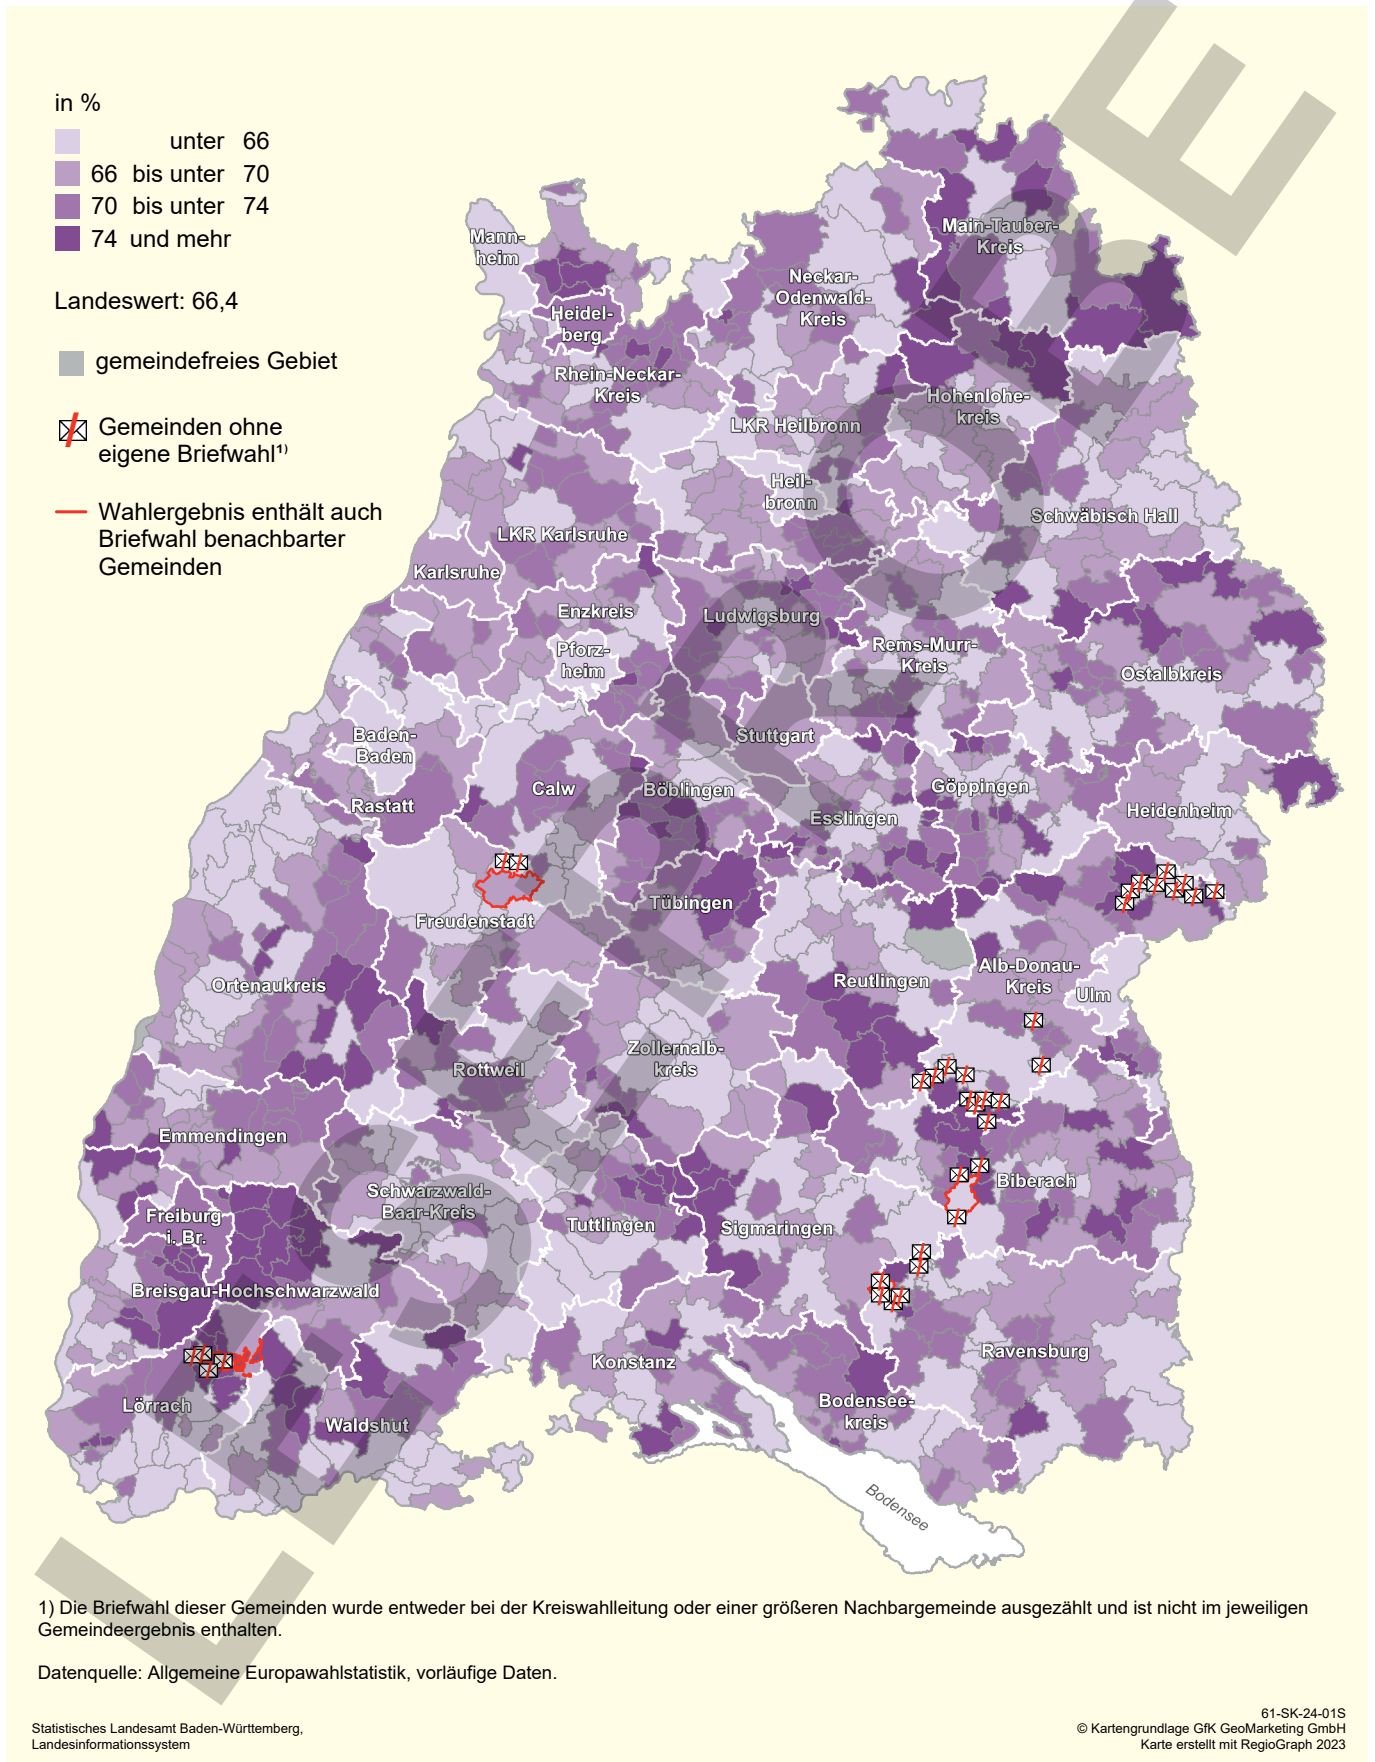 in %
unter 66
66 bis unter 70
70 bis unter 74
74 und mehr
Landeswert: 66,4
gemeindefreies Gebiet
Gemeinden ohne
eigene Briefwahl¹⁾
Wahlergebnis enthält auch
Briefwahl benachbarter
Gemeinden
Mann-
heim
Main-Tauber-
Kreis
Neckar-
Odenwald-
Kreis
Heidel-
berg
Rhein-Neckar-
Kreis
Hohenlohe-
kreis
LKR Heilbronn
Heil-
bronn
Schwäbisch Hall
LKR Karlsruhe
Karlsruhe
Enzkreis
Ludwigsburg
Pforz-
heim
Rems-Murr-
Kreis
Ostalbkreis
Baden-
Baden
Stuttgart
Calw
Böblingen
Göppingen
Rastatt
Esslingen
Heidenheim
Tübingen
Freudenstadt
Ortenaukreis
Reutlingen
Alb-Donau-
Kreis
Ulm
Zollernalb-
kreis
Rottweil
Emmendingen
Biberach
Schwarzwald-
Baar-Kreis
Freiburg
i. Br.
Tuttlingen
Sigmaringen
Breisgau-Hochschwarzwald
Konstanz
Ravensburg
Lörrach
Bodensee-
kreis
Waldshut
Bodensee
LESEPROBE
1) Die Briefwahl dieser Gemeinden wurde entweder bei der Kreiswahlleitung oder einer größeren Nachbargemeinde ausgezählt und ist nicht im jeweiligen
Gemeindeergebnis enthalten.
Datenquelle: Allgemeine Europawahlstatistik, vorläufige Daten.
Statistisches Landesamt Baden-Württemberg,
Landesinformationssystem
61-SK-24-01S
© Kartengrundlage GfK GeoMarketing GmbH
Karte erstellt mit RegioGraph 2023